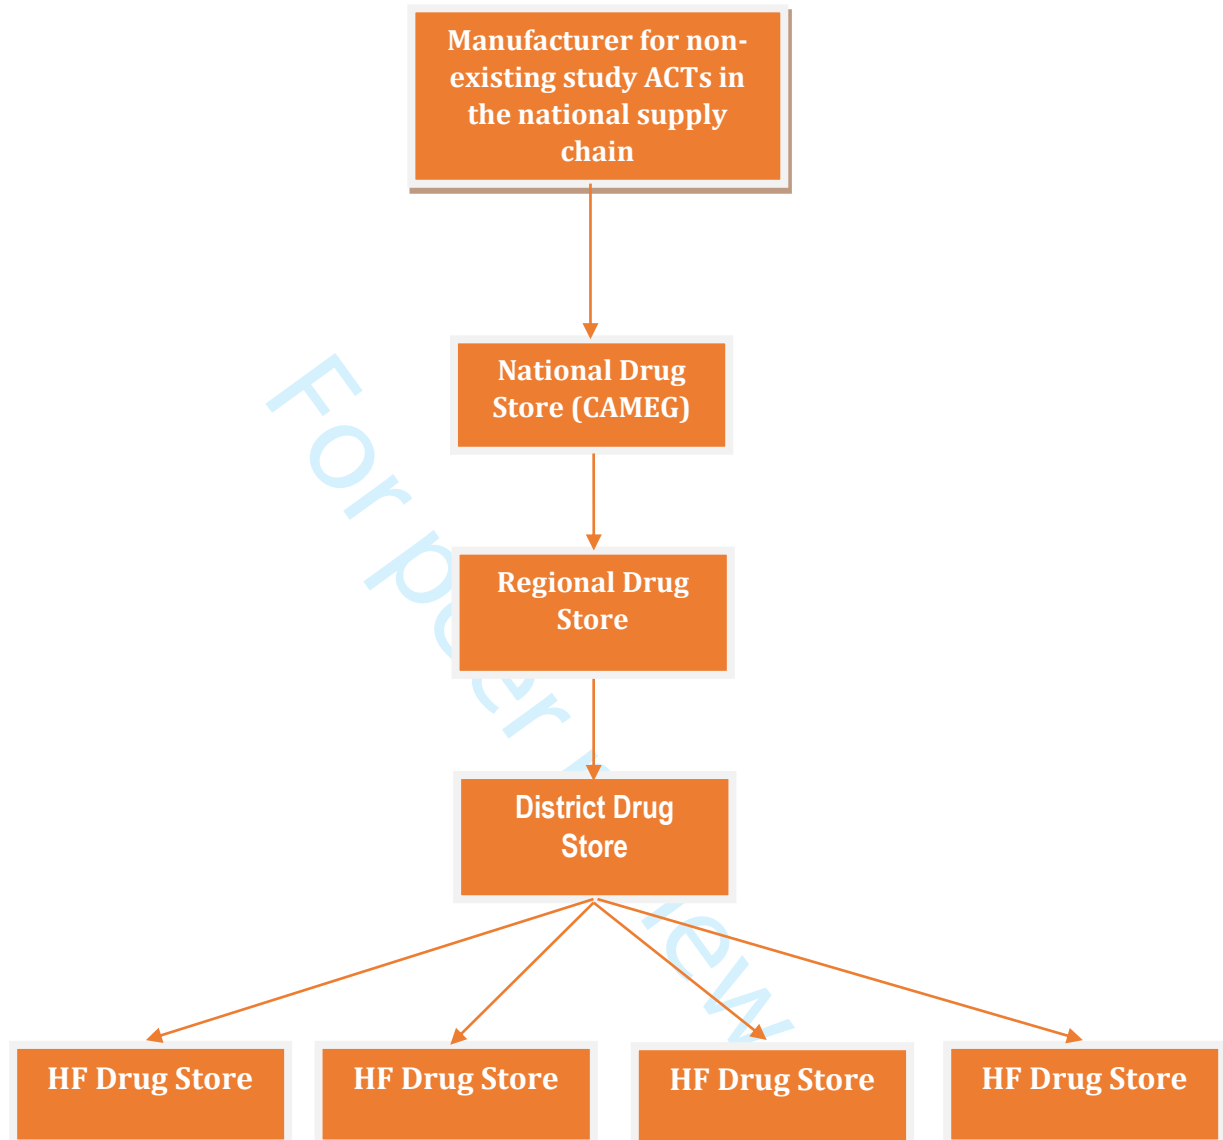 Manufacturer for non-
existing study ACTs in
the national supply
chain
National Drug
Store (CAMEG)
Regional Drug
Store
District Drug
Store
HF Drug Store
HF Drug Store
HF Drug Store
HF Drug Store
For peer review